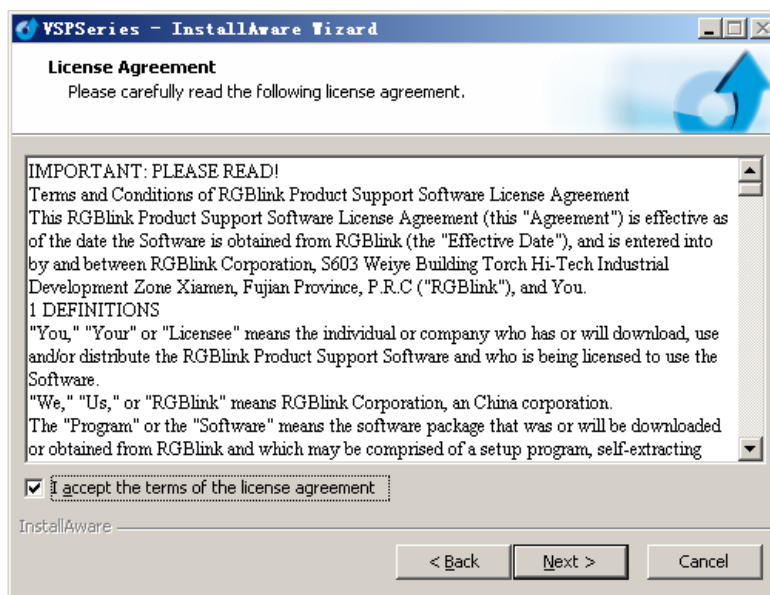 VSPSeries - InstallAware Wizard
License Agreement
Please carefully read the following license agreement.
IMPORTANT: PLEASE READ!
Terms and Conditions of RGBlink Product Support Software License Agreement
This RGBlink Product Support Software License Agreement (this "Agreement") is effective as
of the date the Software is obtained from RGBlink (the "Effective Date"), and is entered into
by and between RGBlink Corporation, S603 Weiye Building Torch Hi-Tech Industrial
Development Zone Xiamen, Fujian Province, P.R.C ("RGBlink"), and You.
1 DEFINITIONS
"You," "Your" or "Licensee" means the individual or company who has or will download, use
and/or distribute the RGBlink Product Support Software and who is being licensed to use the
Software.
"We," "Us," or "RGBlink" means RGBlink Corporation, an China corporation.
The "Program" or the "Software" means the software package that was or will be downloaded
or obtained from RGBlink and which may be comprised of a setup program, self-extracting
I accept the terms of the license agreement
InstallAware
< Back Next > Cancel